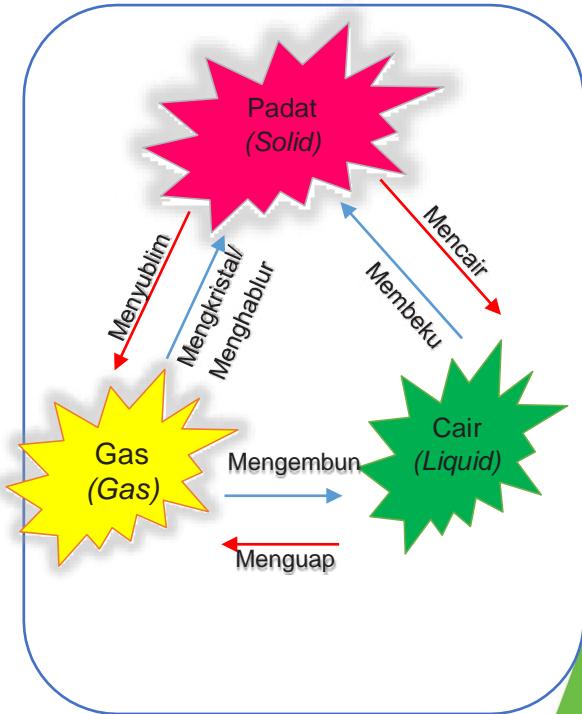 Padat
(Solid)
Menyublim
Mengkristal/
Menghablur
Mencair
Membeku
Gas
(Gas)
Mengembun
Menguap
Cair
(Liquid)